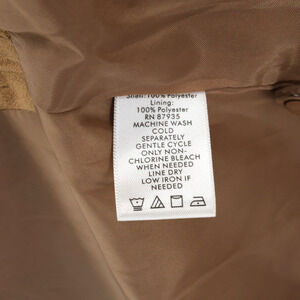 Shell: 100% Polyester
Lining:
100% Polyester
RN 87935
MACHINE WASH
COLD
SEPARATELY
GENTLE CYCLE
ONLY NON-
CHLORINE BLEACH
WHEN NEEDED
LINE DRY
LOW IRON IF
NEEDED